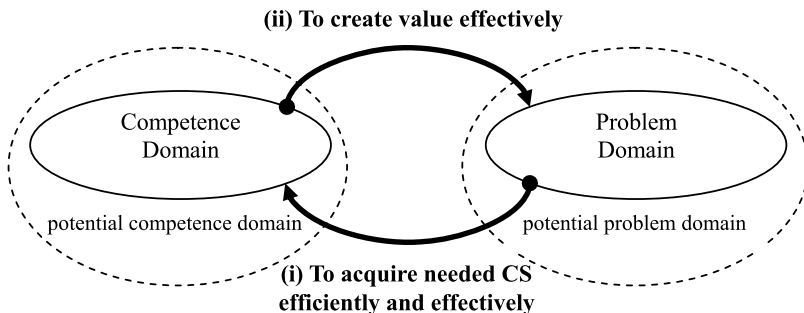 (ii) To create value effectively
Competence
Domain
Problem
Domain
potential competence domain
potential problem domain
(i) To acquire needed CS
efficiently and effectively